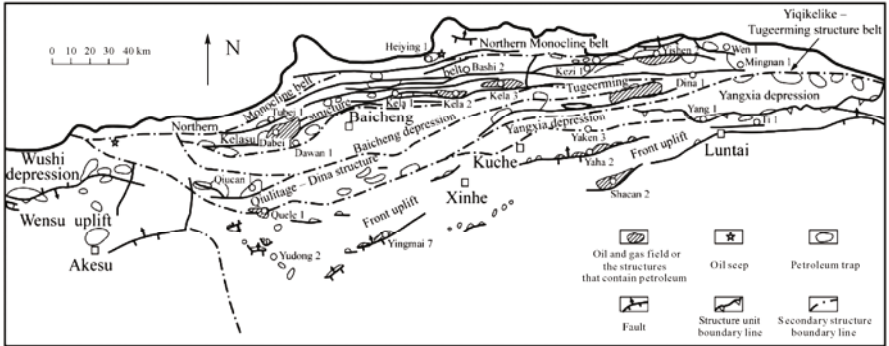 Yiqikelike –
Tugeerming structure belt
0 10 20 30 40 km
N
Heiying 1
Northern Monocline belt
Yishen
Wen 1
Mingnan 1
Bashi 2
belt
Kezi 1
Dina 1
Monocline belt
Tubei 1
structure
Kela 1
Kela 2
Kela 3
Tugeerming
Yangxia depression
Northern
Kelasu
Dabei
Baicheng
Yang 1
Dawan 1
Baicheng depression
Yangxia depression
Yaken 3
Wushi
depression
Qiucan
Qiulitage – Dina structure
Kuche
Yaha 2
Front uplift
Luntai
Wensu uplift
Quele 1
Front uplift
Xinhe
Shacan 2
Akesu
Yudong 2
Yingmai 7
Oil and gas field or
the structures
that contain petroleum
Oil seep
Petroleum trap
Fault
Structure unit
boundary line
Secondary structure
boundary line